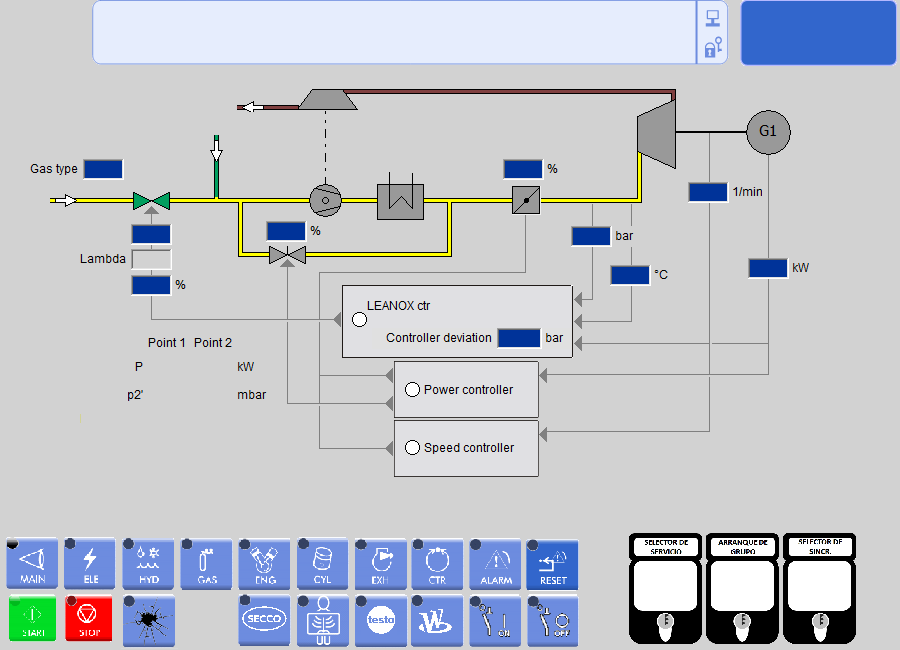 G1
Gas type
%
1/min
%
bar
Lambda
°C
kW
%
LEANOX ctr
Controller deviation
bar
Point 1 Point 2
P
kW
Power controller
p2'
mbar
Speed controller
SELECTOR DE
SERVICIO
ARRANQUE DE
GRUPO
SELECTOR DE
SINCR.
MAIN
ELE
HYD
GAS
ENG
CYL
EXH
CTR
ALARM
RESET
START
STOP
SECCO
testo
W
ON
OFF